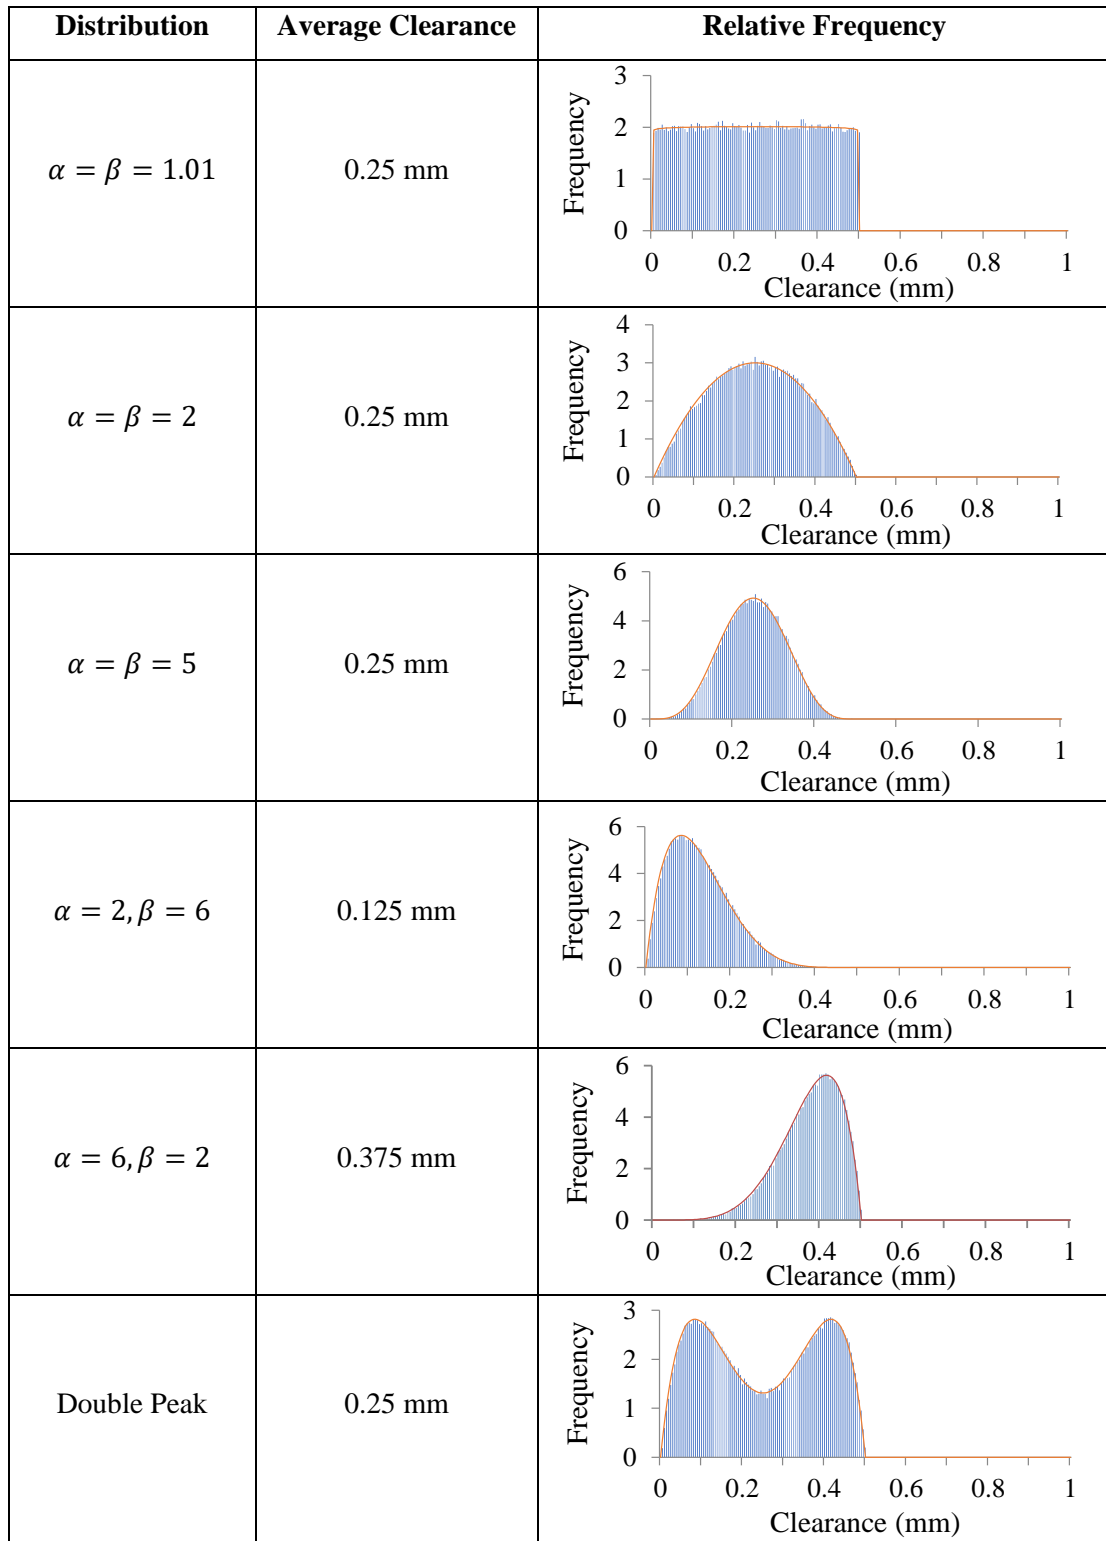 Distribution Average Clearance Relative Frequency
3
2
1
0
Frequency
α = β = 1.01 0.25 mm
0 0.2 0.4 0.6 0.8 1
Clearance (mm)
4
3
2
1
0
Frequency
α = β = 2 0.25 mm
0 0.2 0.4 0.6 0.8 1
Clearance (mm)
6
4
2
0
Frequency
α = β = 5 0.25 mm
0 0.2 0.4 0.6 0.8 1
Clearance (mm)
6
4
2
0
Frequency
α = 2, β = 6 0.125 mm
0 0.2 0.4 0.6 0.8 1
Clearance (mm)
6
4
2
0
Frequency
α = 6, β = 2 0.375 mm
0 0.2 0.4 0.6 0.8 1
Clearance (mm)
3
2
1
0
Frequency
Double Peak 0.25 mm
0 0.2 0.4 0.6 0.8 1
Clearance (mm)